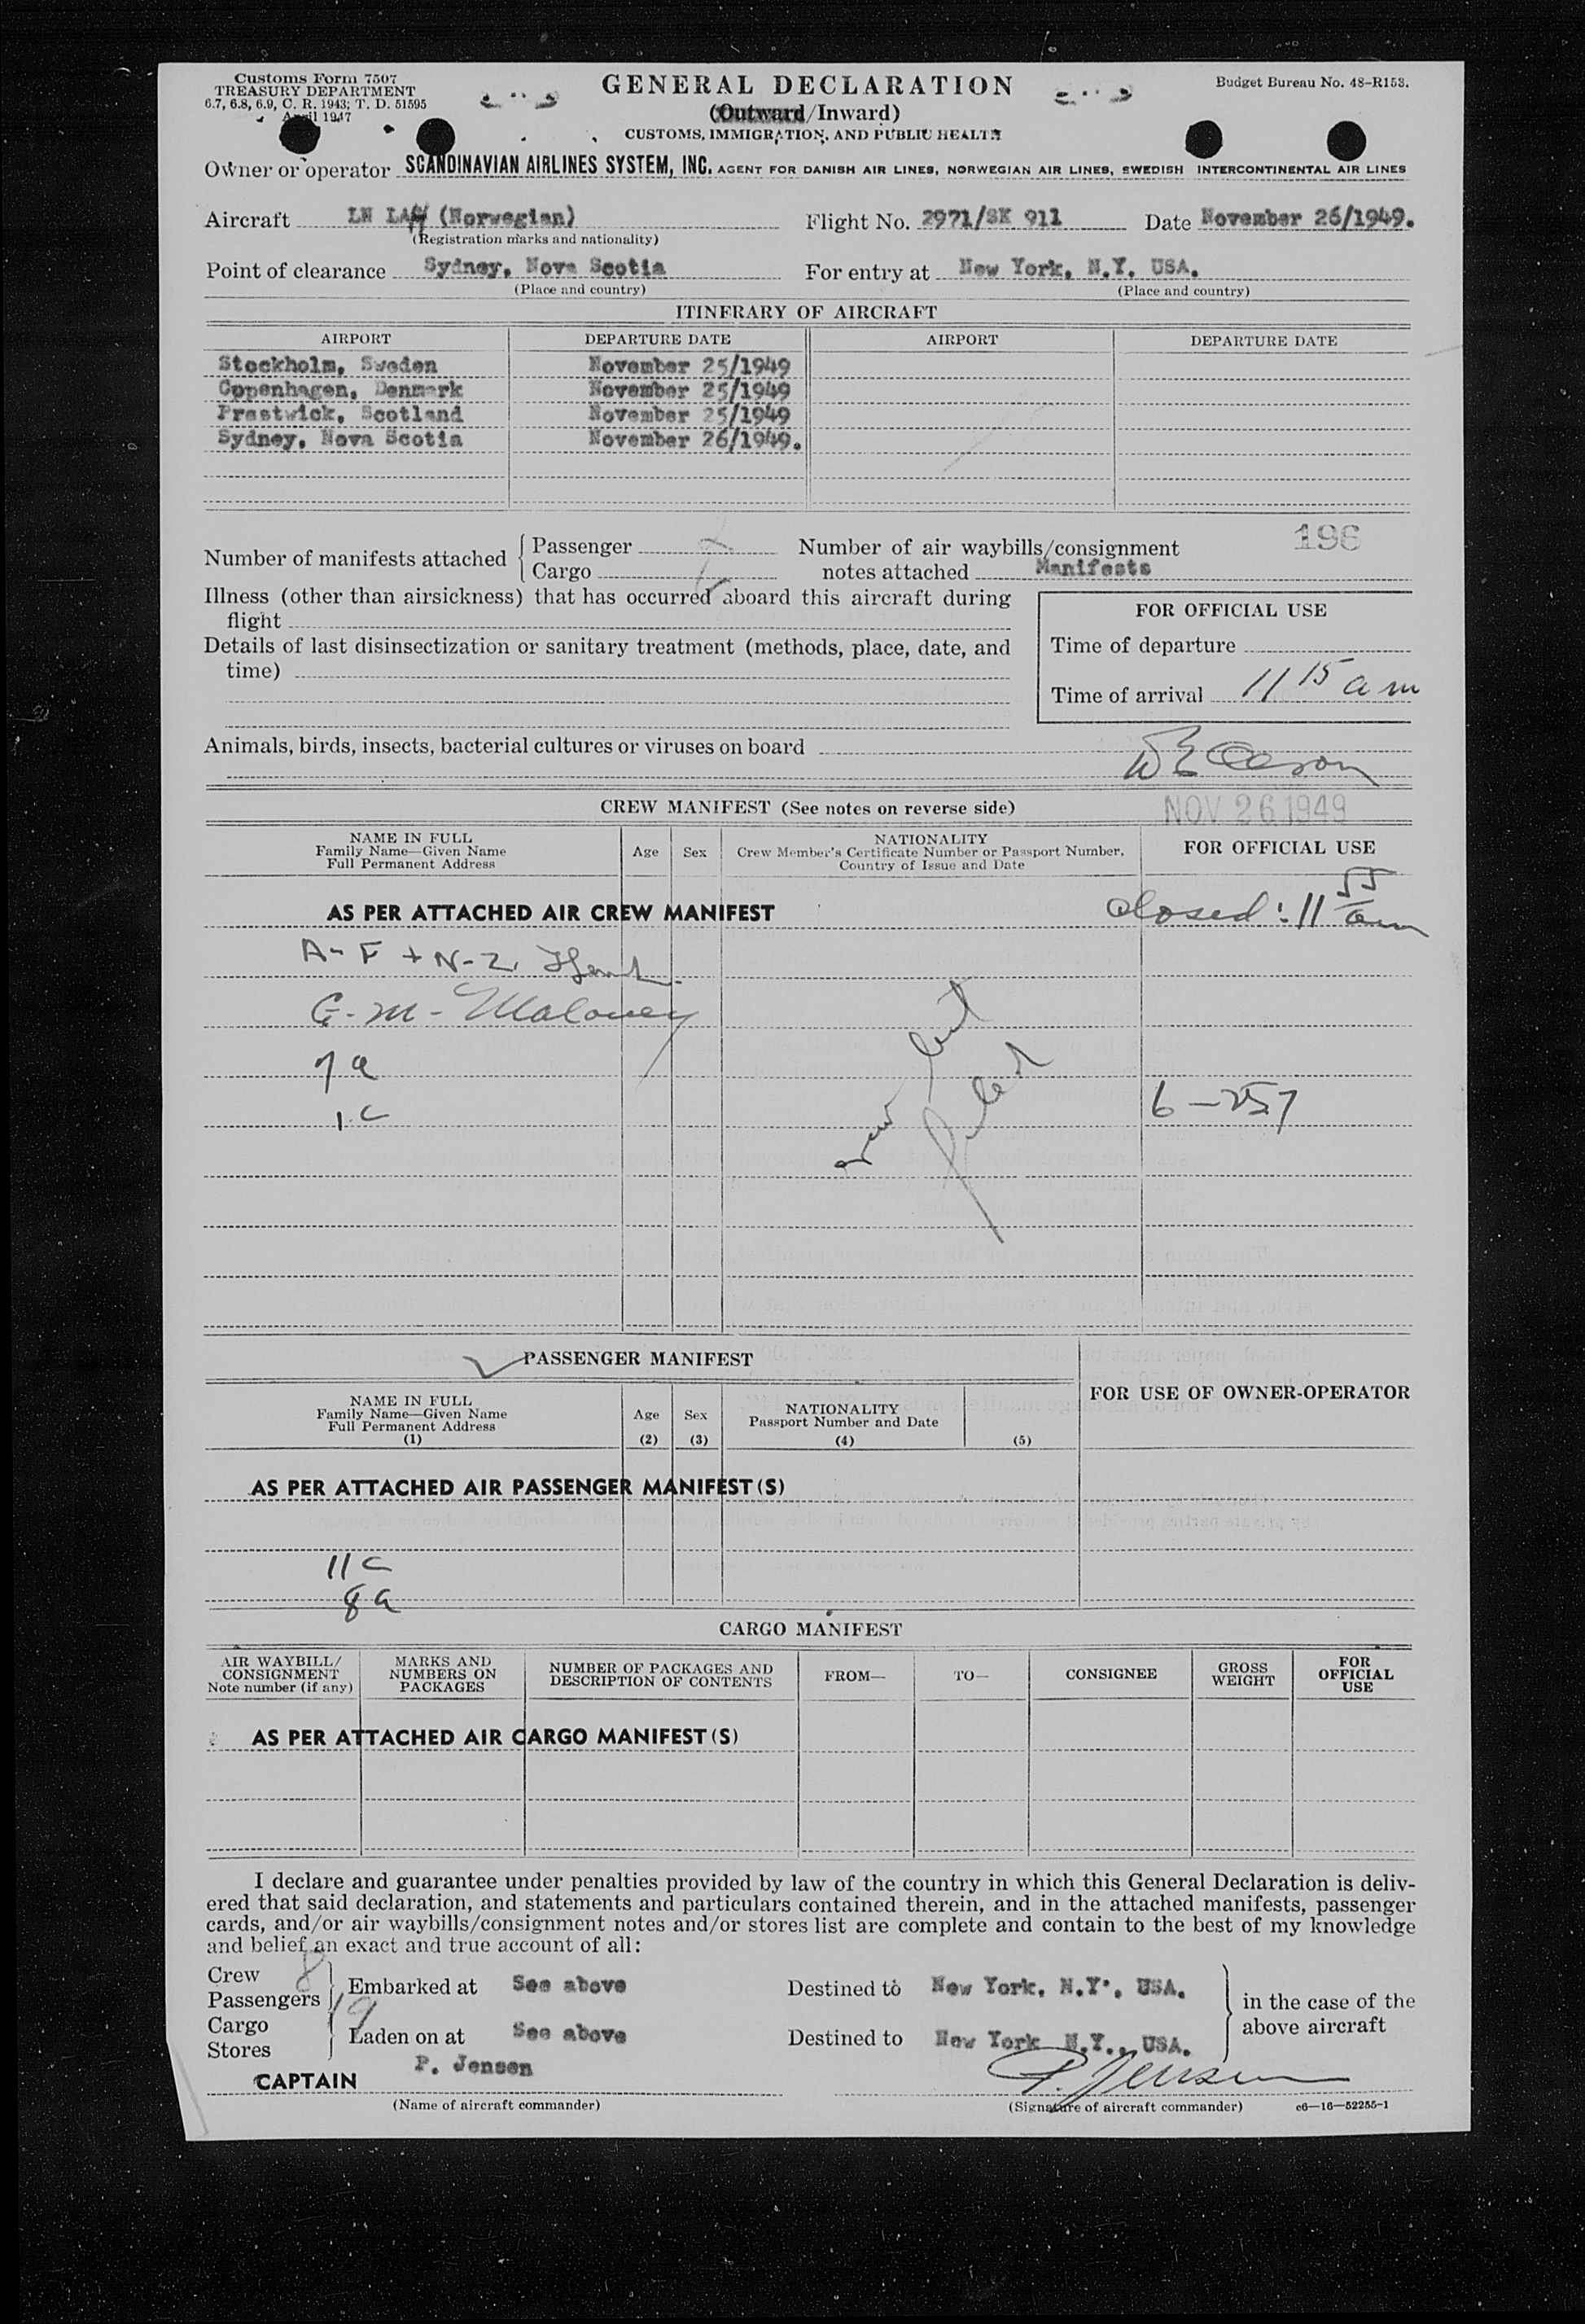 Customs Form 7507
TREASURY DEPARTMENT
6.7, 6.8, 6.9, C. R. 1943; T. D. 51595
April 1947
GENERAL DECLARATION
(Outward/Inward)
CUSTOMS, IMMIGRATION, AND PUBLIC HEALTH
Budget Bureau No. 48-R153.
Owner or operator SCANDINAVIAN AIRLINES SYSTEM, INC. AGENT FOR DANISH AIR LINES, NORWEGIAN AIR LINES, SWEDISH INTERCONTINENTAL AIR LINES
Aircraft LN (Norwegian) Flight No. 2971/SK 911 Date November 26/1949.
(Registration marks and nationality)
Point of clearance Sydney, Nova Scotia For entry at New York, N.Y. USA.
(Place and country) (Place and country)
ITINERARY OF AIRCRAFT
AIRPORT DEPARTURE DATE AIRPORT DEPARTURE DATE
Stockholm, Sweden November 25/1949
Copenhagen, Denmark November 25/1949
Prestwick, Scotland November 25/1949
Sydney, Nova Scotia November 26/1949.
196
Number of manifests attached { Passenger 2 Number of air waybills/consignment
Cargo notes attached Manifests
Illness (other than airsickness) that has occurred aboard this aircraft during
flight
Details of last disinsectization or sanitary treatment (methods, place, date, and
time)
FOR OFFICIAL USE
Time of departure
Time of arrival 11 15 a m
Animals, birds, insects, bacterial cultures or viruses on board
CREW MANIFEST (See notes on reverse side)
NOV 26 1949
NAME IN FULL
Family Name—Given Name
Full Permanent Address
Age
Sex
NATIONALITY
Crew Member's Certificate Number or Passport Number,
Country of Issue and Date
FOR OFFICIAL USE
AS PER ATTACHED AIR CREW MANIFEST
closed: 11 55 am
A-F + N-Z,
G. M. Maloney
7 a
1 c
crew list
filed
6-257
PASSENGER MANIFEST
FOR USE OF OWNER-OPERATOR
NAME IN FULL
Family Name—Given Name
Full Permanent Address
(1)
Age
(2)
Sex
(3)
NATIONALITY
Passport Number and Date
(4)
(5)
AS PER ATTACHED AIR PASSENGER MANIFEST(S)
11 c
8 a
CARGO MANIFEST
AIR WAYBILL/
CONSIGNMENT
Note number (if any)
MARKS AND
NUMBERS ON
PACKAGES
NUMBER OF PACKAGES AND
DESCRIPTION OF CONTENTS
FROM—
TO—
CONSIGNEE
GROSS
WEIGHT
FOR
OFFICIAL
USE
AS PER ATTACHED AIR CARGO MANIFEST(S)
I declare and guarantee under penalties provided by law of the country in which this General Declaration is deliv-
ered that said declaration, and statements and particulars contained therein, and in the attached manifests, passenger
cards, and/or air waybills/consignment notes and/or stores list are complete and contain to the best of my knowledge
and belief an exact and true account of all:
Crew 8
Passengers 19
Embarked at See above Destined to New York, N.Y., USA.
Cargo
Stores
Laden on at See above Destined to New York N.Y., USA.
in the case of the
above aircraft
P. Jensen
CAPTAIN
P. Jensen
(Name of aircraft commander) (Signature of aircraft commander) c6—16—52255-1